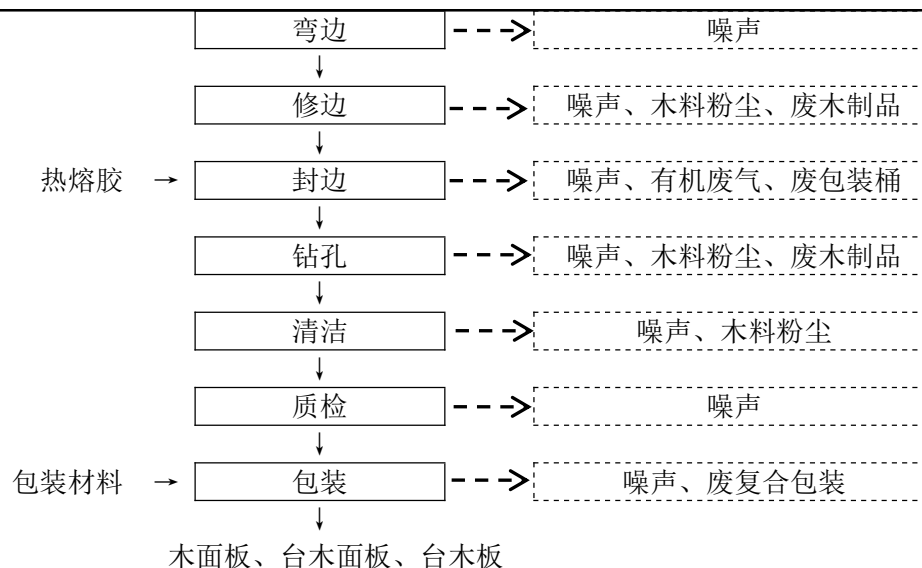 弯边 噪声
修边 噪声、木料粉尘、废木制品
热熔胶 → 封边 噪声、有机废气、废包装桶
钻孔 噪声、木料粉尘、废木制品
清洁 噪声、木料粉尘
质检 噪声
包装材料 → 包装 噪声、废复合包装
木面板、台木面板、台木板